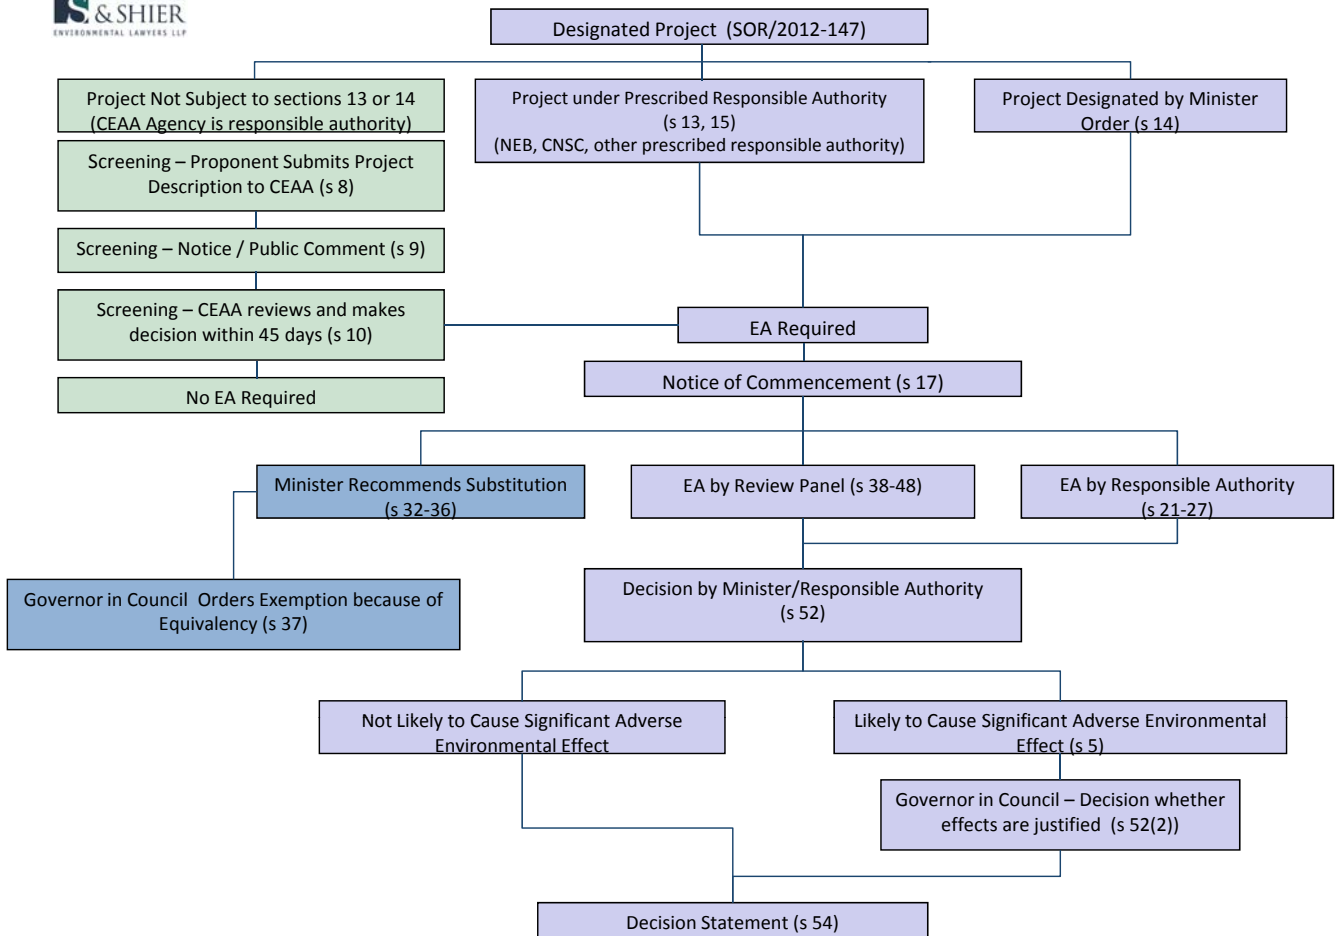 & SHIER
ENVIRONMENTAL LAWYERS LLP
Designated Project (SOR/2012-147)
Project Not Subject to sections 13 or 14
(CEAA Agency is responsible authority)
Project under Prescribed Responsible Authority
(s 13, 15)
(NEB, CNSC, other prescribed responsible authority)
Project Designated by Minister
Order (s 14)
Screening – Proponent Submits Project
Description to CEAA (s 8)
Screening – Notice / Public Comment (s 9)
Screening – CEAA reviews and makes
decision within 45 days (s 10)
EA Required
No EA Required
Notice of Commencement (s 17)
Minister Recommends Substitution
(s 32-36)
EA by Review Panel (s 38-48)
EA by Responsible Authority
(s 21-27)
Governor in Council Orders Exemption because of
Equivalency (s 37)
Decision by Minister/Responsible Authority
(s 52)
Not Likely to Cause Significant Adverse
Environmental Effect
Likely to Cause Significant Adverse Environmental
Effect (s 5)
Governor in Council – Decision whether
effects are justified (s 52(2))
Decision Statement (s 54)